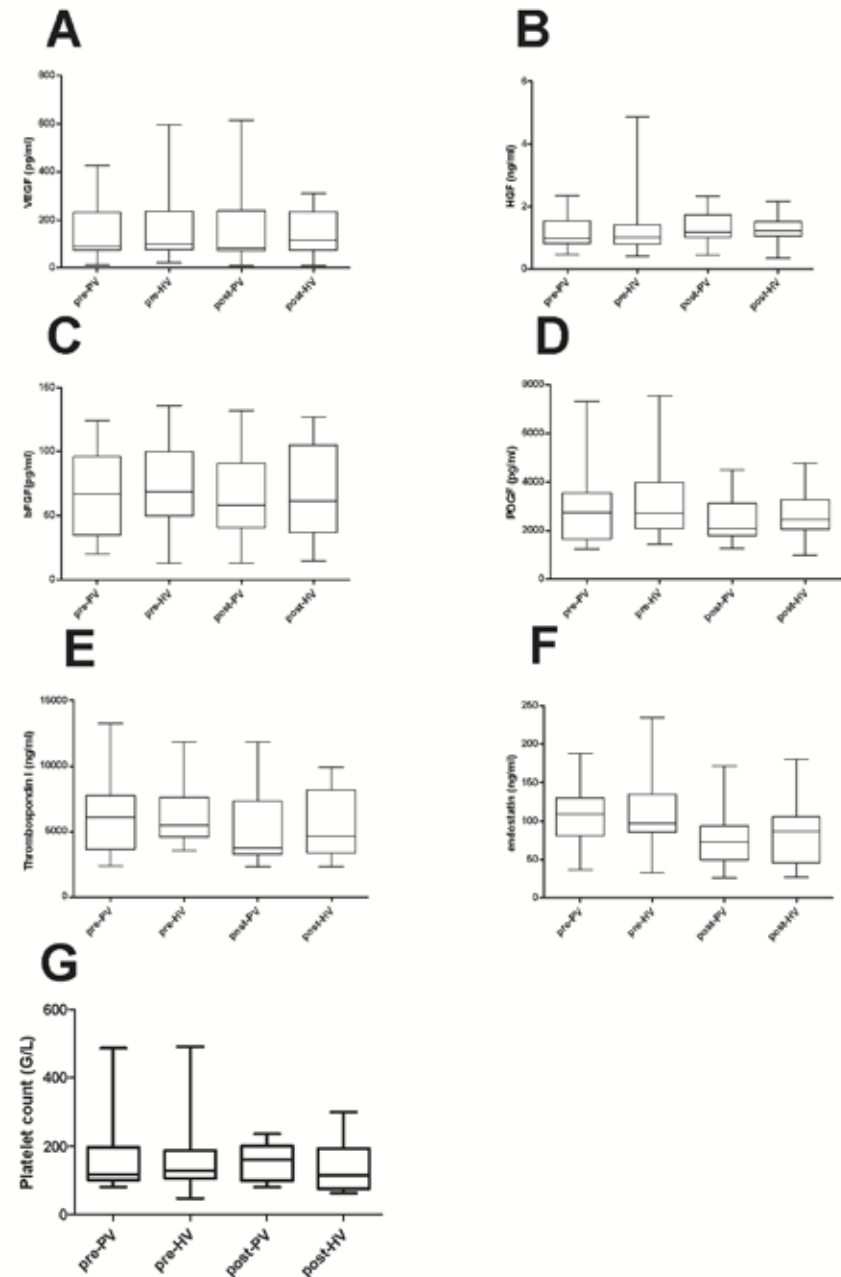 A
VEGF (pg/ml)
800
600
400
200
0
pre-PV
pre-HV
post-PV
post-HV
B
HGF (ng/ml)
6
4
2
0
pre-PV
pre-HV
post-PV
post-HV
C
bFGF(pg/ml)
150
100
50
0
pre-PV
pre-HV
post-PV
post-HV
D
PDGF (pg/ml)
8000
6000
4000
2000
0
pre-PV
pre-HV
post-PV
post-HV
E
Thrombospondin I (ng/ml)
15000
10000
5000
0
pre-PV
pre-HV
post-PV
post-HV
F
endostatin (ng/ml)
250
200
150
100
50
0
pre-PV
pre-HV
post-PV
post-HV
G
Platelet count (G/L)
600
400
200
0
pre-PV
pre-HV
post-PV
post-HV